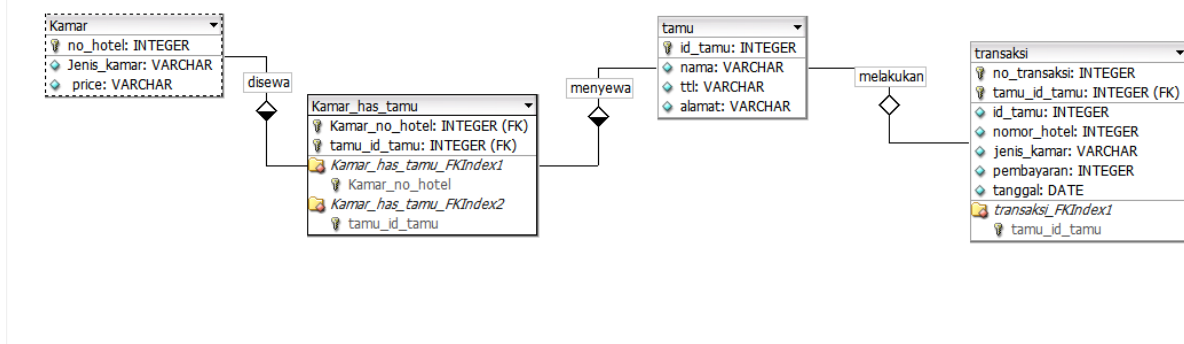 Kamar
no_hotel: INTEGER
Jenis_kamar: VARCHAR
price: VARCHAR
disewa
Kamar_has_tamu
Kamar_no_hotel: INTEGER (FK)
tamu_id_tamu: INTEGER (FK)
Kamar_has_tamu_FKIndex1
Kamar_no_hotel
Kamar_has_tamu_FKIndex2
tamu_id_tamu
menyewa
tamu
id_tamu: INTEGER
nama: VARCHAR
ttl: VARCHAR
alamat: VARCHAR
melakukan
transaksi
no_transaksi: INTEGER
tamu_id_tamu: INTEGER (FK)
id_tamu: INTEGER
nomor_hotel: INTEGER
jenis_kamar: VARCHAR
pembayaran: INTEGER
tanggal: DATE
transaksi_FKIndex1
tamu_id_tamu